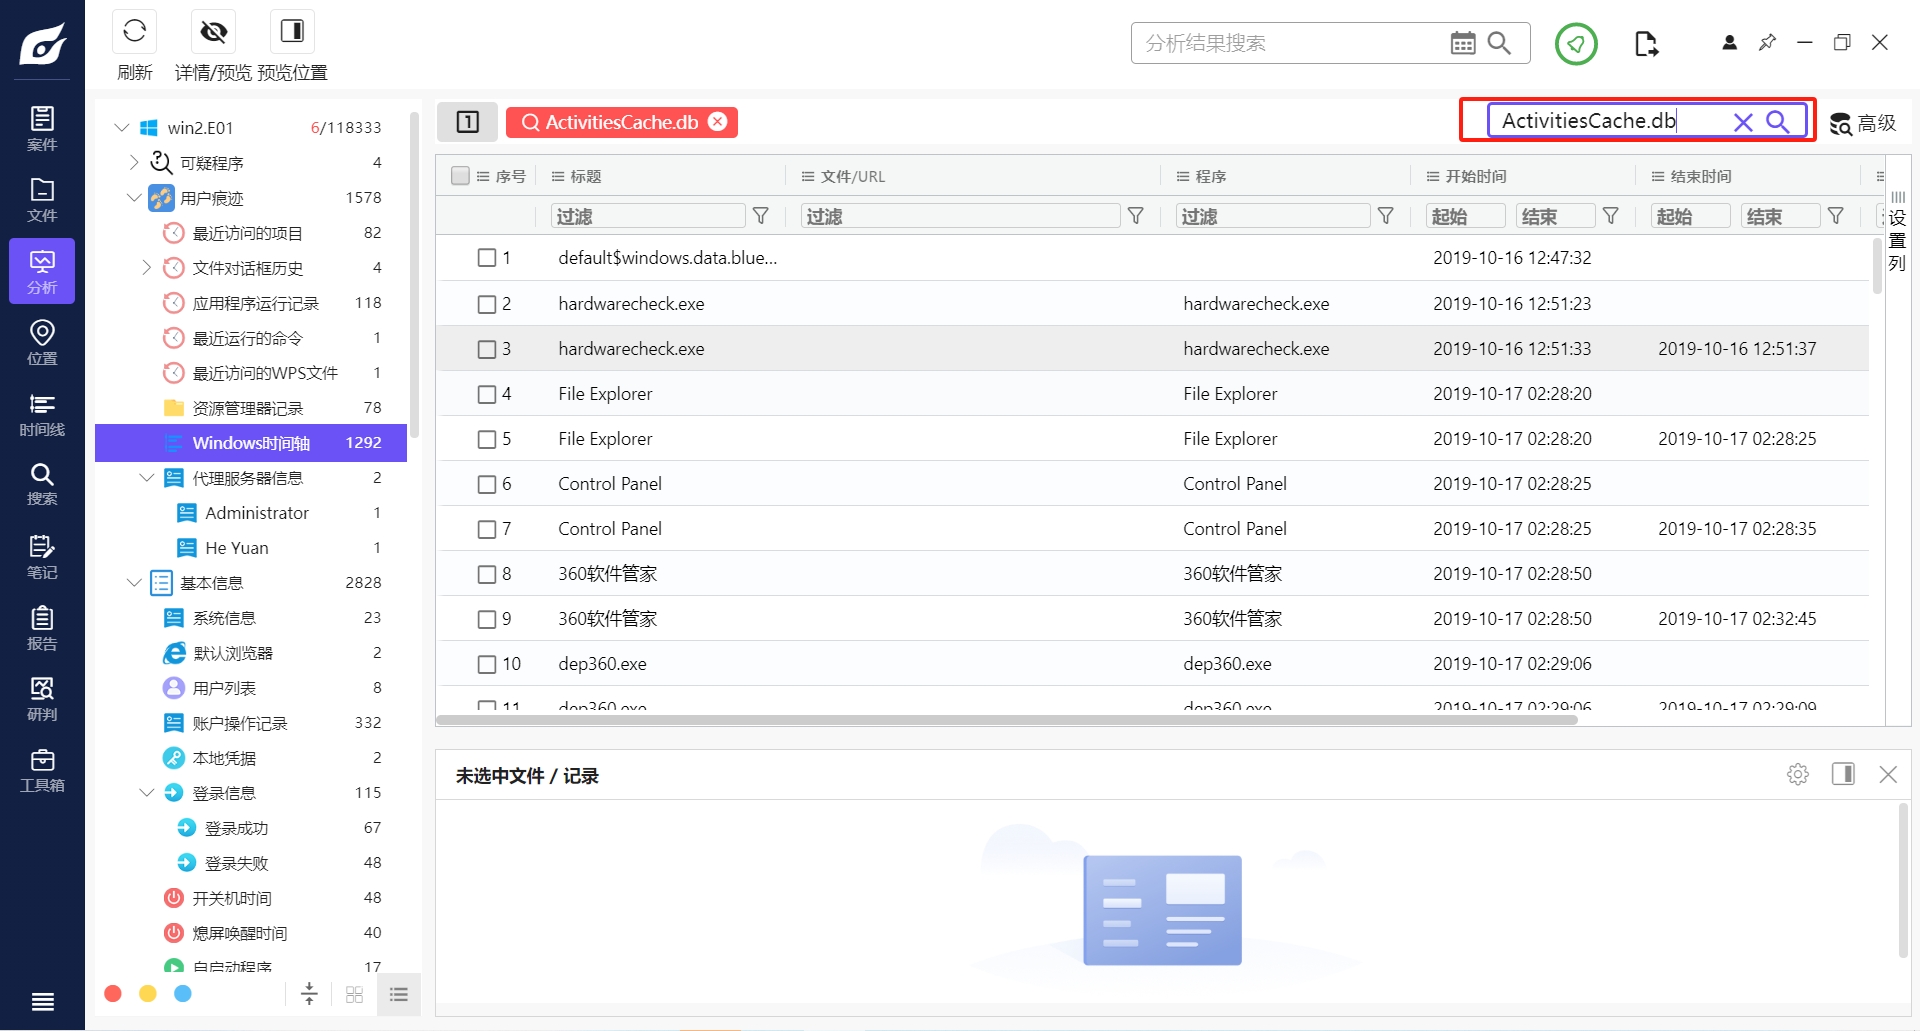 刷新
详情/预览
预览位置
分析结果搜索
案件
文件
分析
位置
时间线
搜索
笔记
报告
研判
工具箱
win2.E01 6/118333
可疑程序 4
用户痕迹 1578
最近访问的项目 82
文件对话框历史 4
应用程序运行记录 118
最近运行的命令 1
最近访问的WPS文件 1
资源管理器记录 78
Windows时间轴 1292
代理服务器信息 2
Administrator 1
He Yuan 1
基本信息 2828
系统信息 23
默认浏览器 2
用户列表 8
账户操作记录 332
本地凭据 2
登录信息 115
登录成功 67
登录失败 48
开关机时间 48
熄屏唤醒时间 40
自启动程序 17
1
ActivitiesCache.db
ActivitiesCache.db
高级
序号 标题 文件/URL 程序 开始时间 结束时间
过滤 过滤 过滤 起始 结束 起始 结束
设置列
1 default$windows.data.blue... 2019-10-16 12:47:32
2 hardwarecheck.exe hardwarecheck.exe 2019-10-16 12:51:23
3 hardwarecheck.exe hardwarecheck.exe 2019-10-16 12:51:33 2019-10-16 12:51:37
4 File Explorer File Explorer 2019-10-17 02:28:20
5 File Explorer File Explorer 2019-10-17 02:28:20 2019-10-17 02:28:25
6 Control Panel Control Panel 2019-10-17 02:28:25
7 Control Panel Control Panel 2019-10-17 02:28:25 2019-10-17 02:28:35
8 360软件管家 360软件管家 2019-10-17 02:28:50
9 360软件管家 360软件管家 2019-10-17 02:28:50 2019-10-17 02:32:45
10 dep360.exe dep360.exe 2019-10-17 02:29:06
11 dep360.exe dep360.exe 2019-10-17 02:29:06 2019-10-17 02:29:09
未选中文件 / 记录